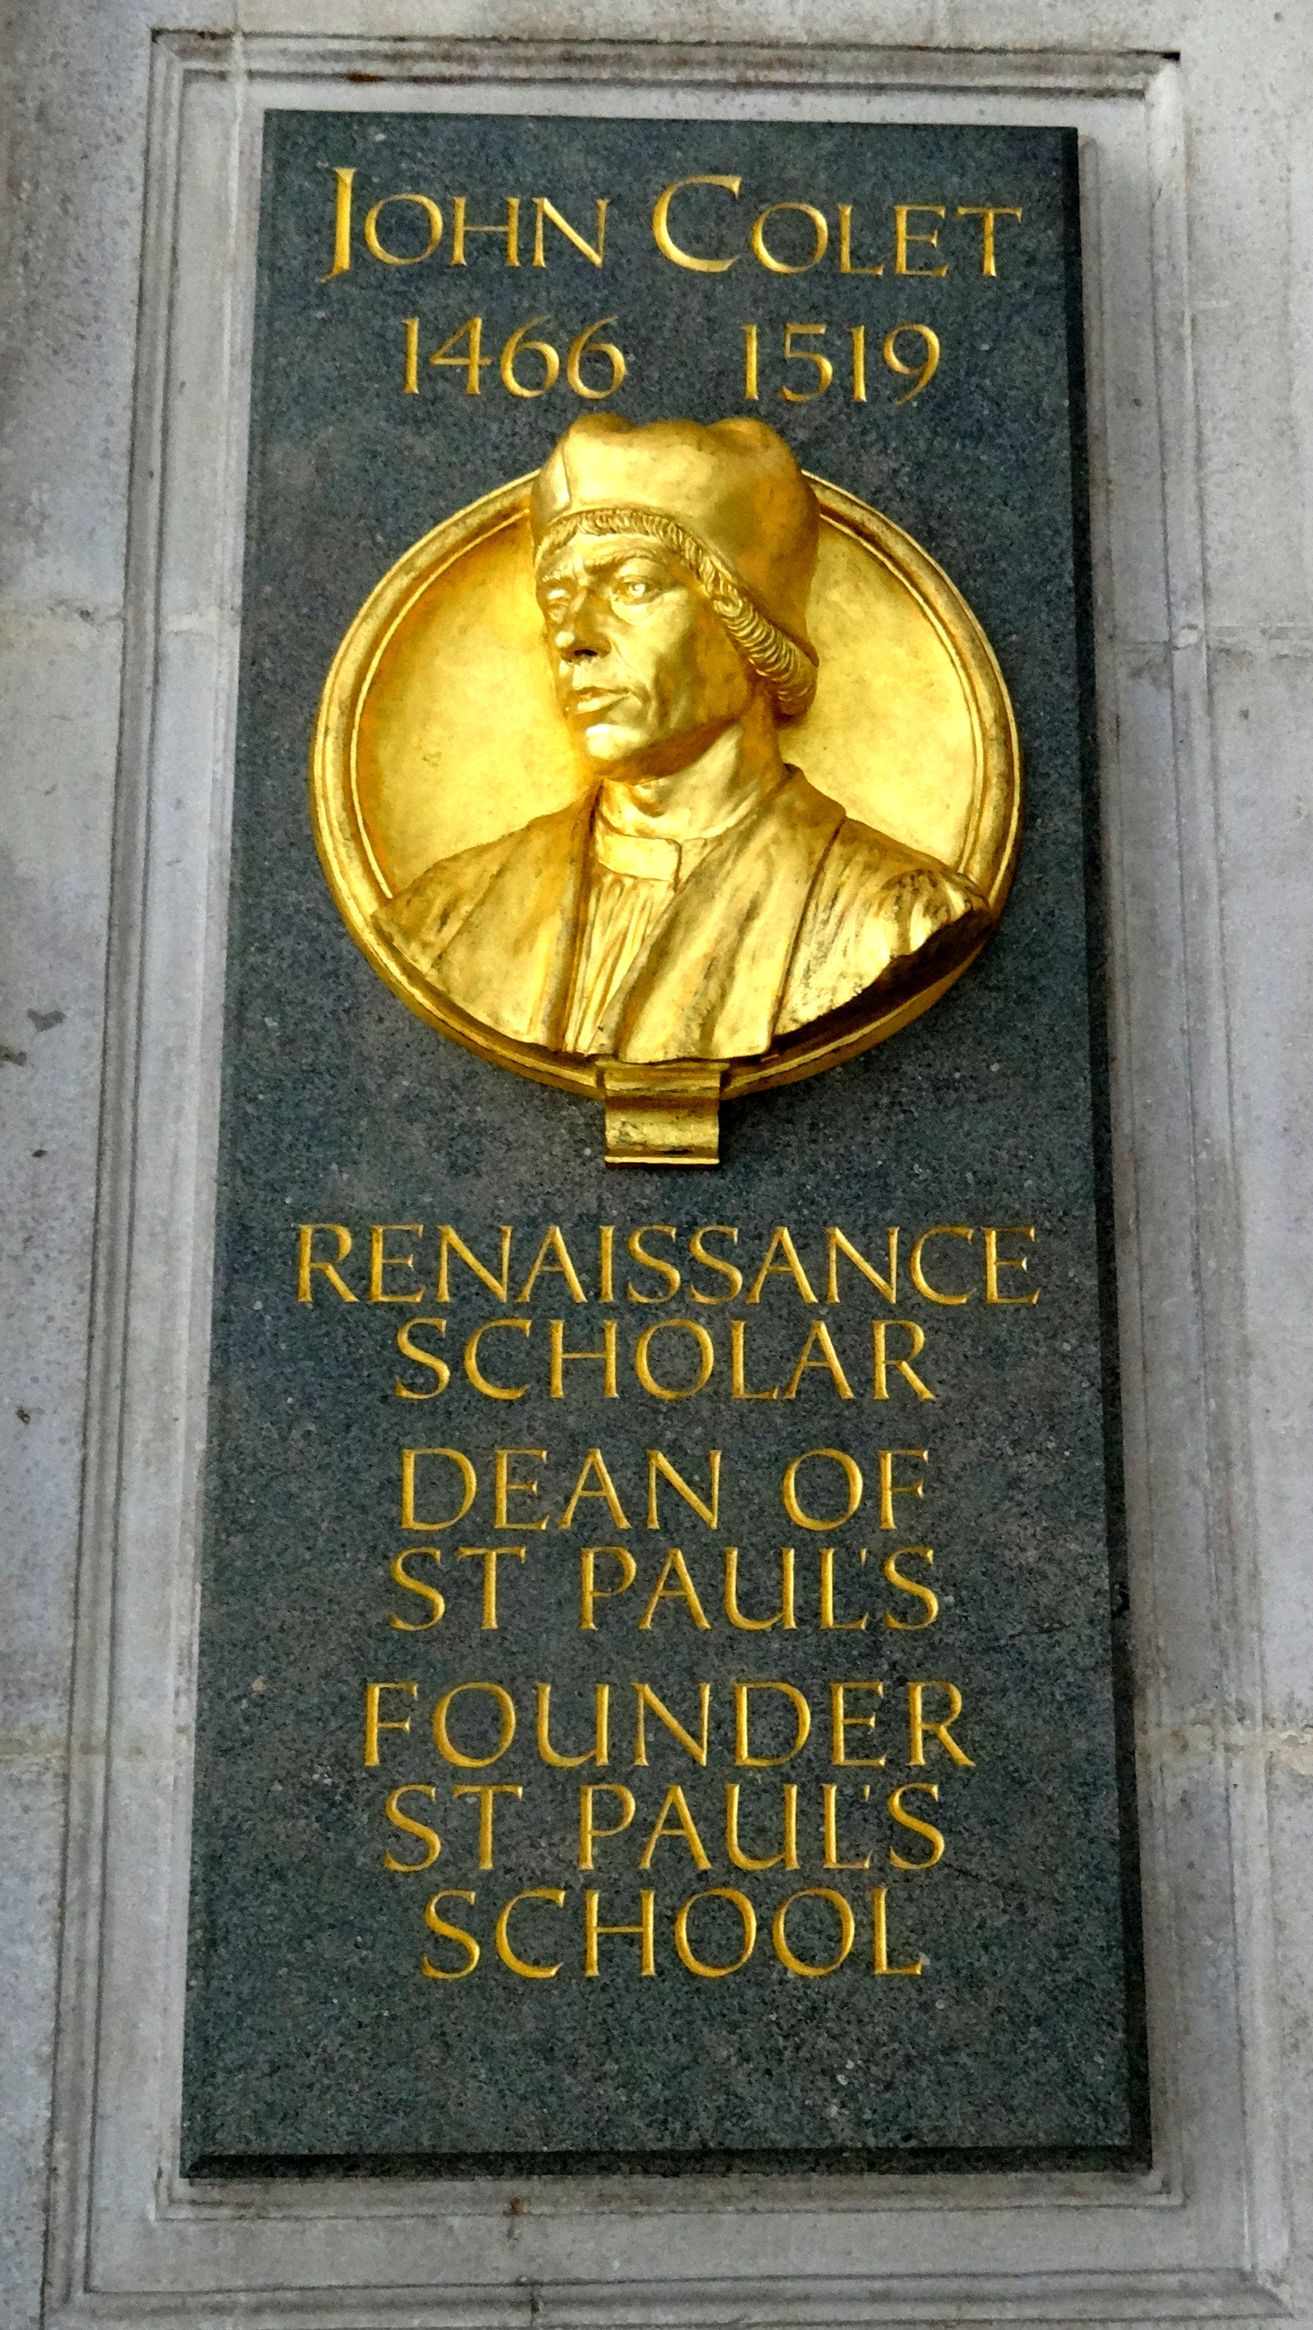 JOHN COLET
1466 1519
RENAISSANCE
SCHOLAR
DEAN OF
ST PAUL'S
FOUNDER
ST PAUL'S
SCHOOL